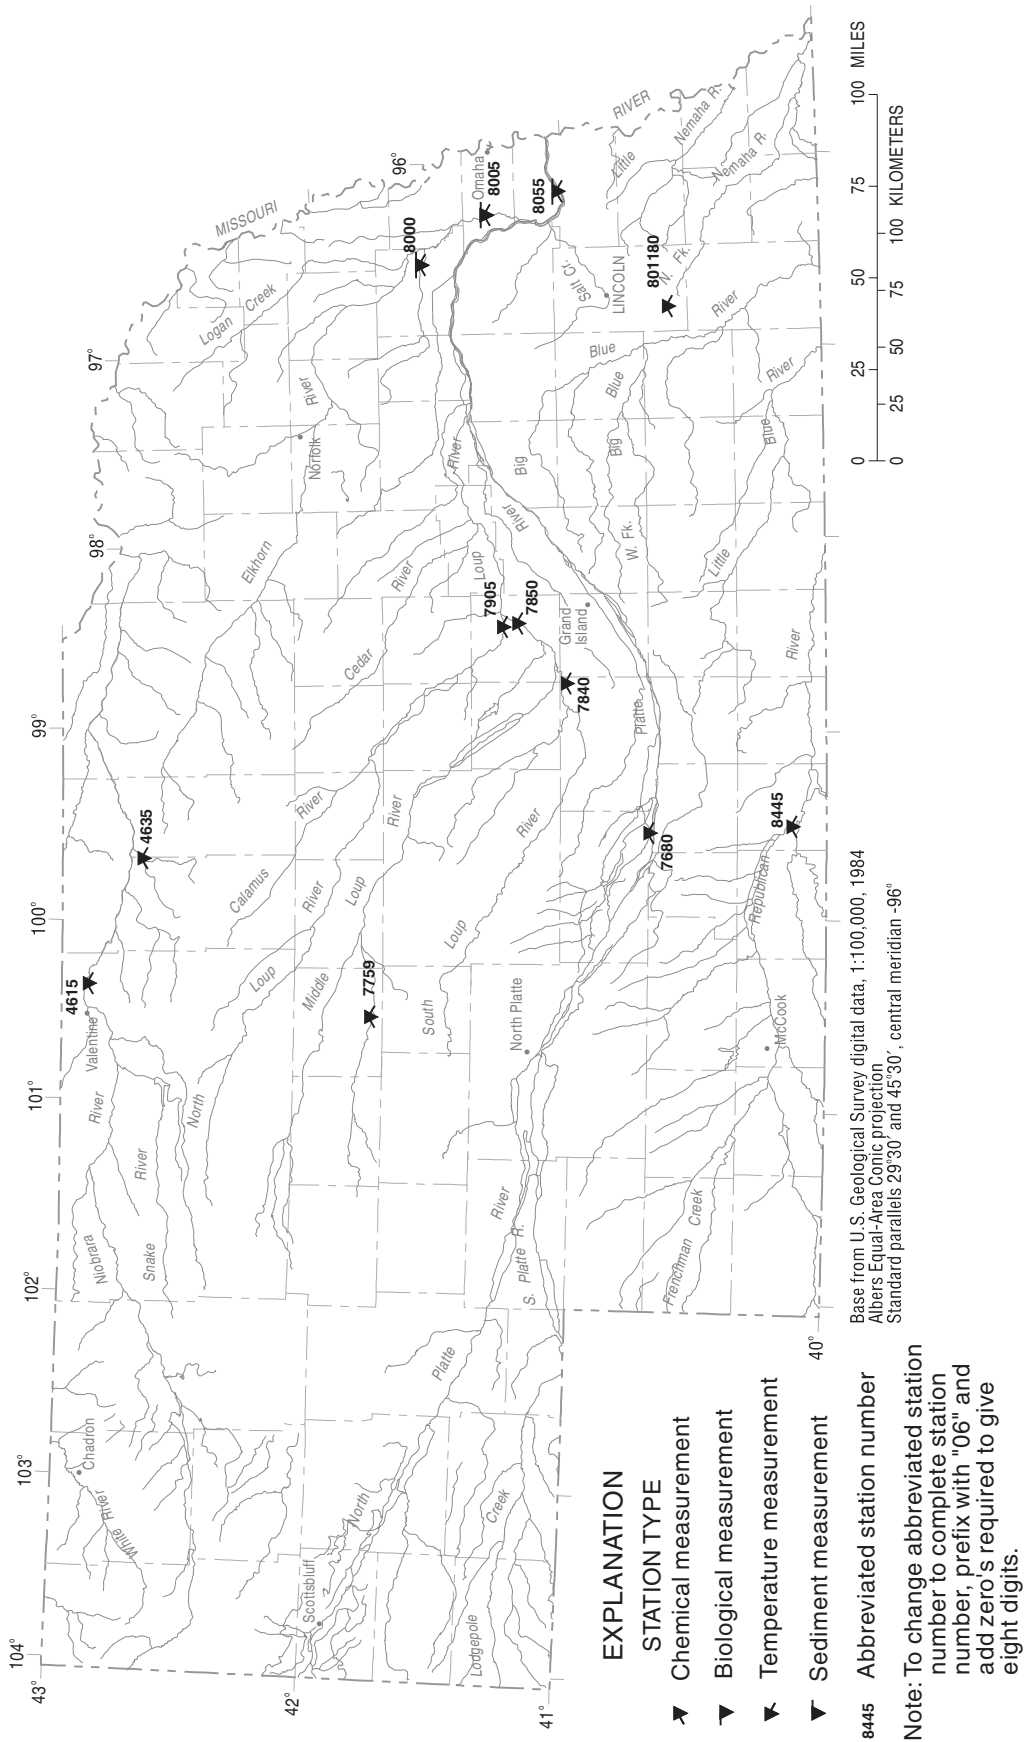 104°
103°
102°
101°
100°
99°
98°
97°
96°
43°
42°
41°
40°
White River
Chadron
Niobrara
River
Snake
River
Valentine
4615
4635
MISSOURI
RIVER
Logan
Creek
Elkhorn
River
Norfolk
North
Loup
River
Calamus
River
Cedar
River
Middle
Loup
River
7759
South
Loup
River
Loup
River
7905
7850
7840
8000
8005
Omaha
8055
Scottsbluff
North
Platte
River
Lodgepole
Creek
S. Platte R.
North Platte
Platte
River
7680
Grand
Island
Salt Cr.
LINCOLN
801180
N. Fk.
Little
Nemaha R.
Nemaha R.
Big
Blue
River
Big
Blue
W. Fk.
Little
Blue
River
Frenchman
Creek
McCook
Republican
River
8445
EXPLANATION
STATION TYPE
Chemical measurement
Biological measurement
Temperature measurement
Sediment measurement
8445 Abbreviated station number
Note: To change abbreviated station
number to complete station
number, prefix with "06" and
add zero's required to give
eight digits.
Base from U.S. Geological Survey digital data, 1:100,000, 1984
Albers Equal-Area Conic projection
Standard parallels 29°30′ and 45°30′, central meridian -96°
0 25 50 75 100 MILES
0 25 50 75 100 KILOMETERS